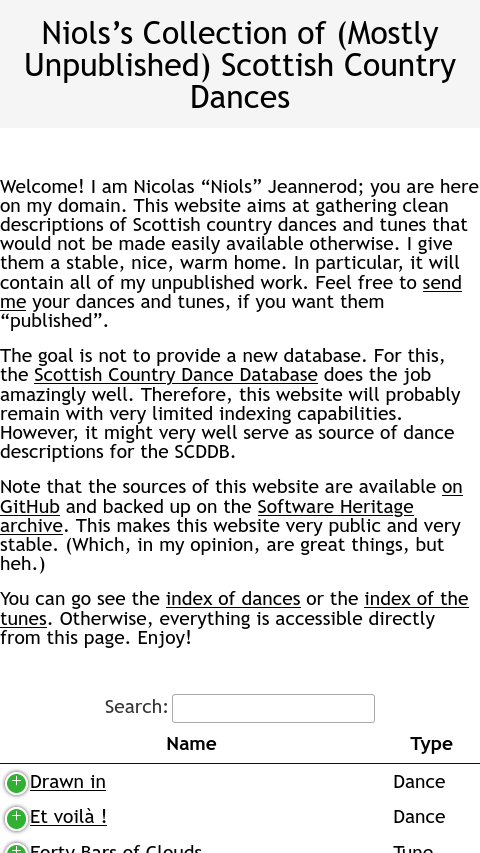 Niols’s Collection of (Mostly
Unpublished) Scottish Country
Dances
Welcome! I am Nicolas “Niols” Jeannerod; you are here
on my domain. This website aims at gathering clean
descriptions of Scottish country dances and tunes that
would not be made easily available otherwise. I give
them a stable, nice, warm home. In particular, it will
contain all of my unpublished work. Feel free to send
me your dances and tunes, if you want them
“published”.
The goal is not to provide a new database. For this,
the Scottish Country Dance Database does the job
amazingly well. Therefore, this website will probably
remain with very limited indexing capabilities.
However, it might very well serve as source of dance
descriptions for the SCDDB.
Note that the sources of this website are available on
GitHub and backed up on the Software Heritage
archive. This makes this website very public and very
stable. (Which, in my opinion, are great things, but
heh.)
You can go see the index of dances or the index of the
tunes. Otherwise, everything is accessible directly
from this page. Enjoy!
Search:
Name Type
Drawn in Dance
Et voilà ! Dance
Forty Bars of Clouds Tune